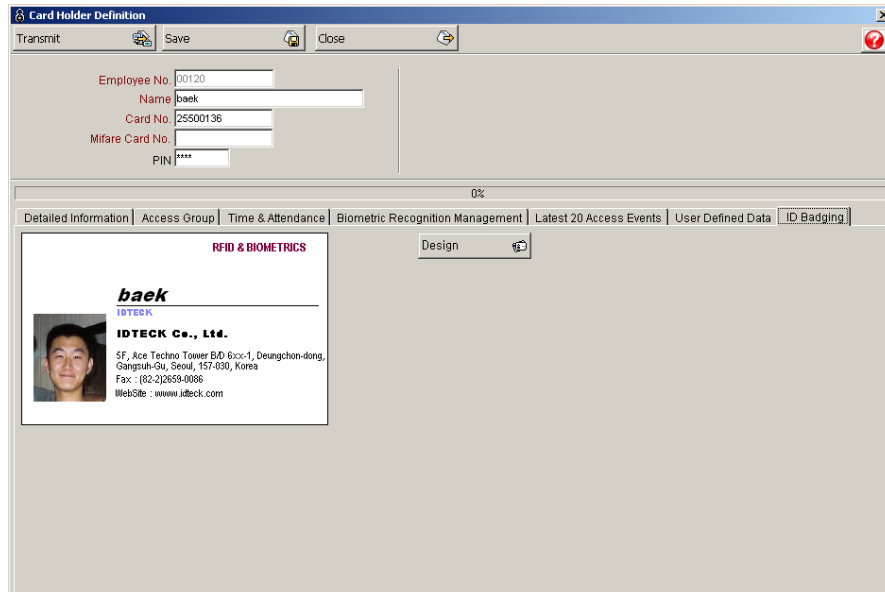 Card Holder Definition
Transmit Save Close
Employee No. 00120
Name baek
Card No. 25500136
Mifare Card No.
PIN ****
0%
Detailed Information Access Group Time & Attendance Biometric Recognition Management Latest 20 Access Events User Defined Data ID Badging
RFID & BIOMETRICS
Design
baek
IDTECK
IDTECK Co., Ltd.
5F, Ace Techno Tower B/D 6xx-1, Deungchon-dong,
Gangsuh-Gu, Seoul, 157-030, Korea
Fax : (82-2)2659-0086
WebSite : www.idteck.com